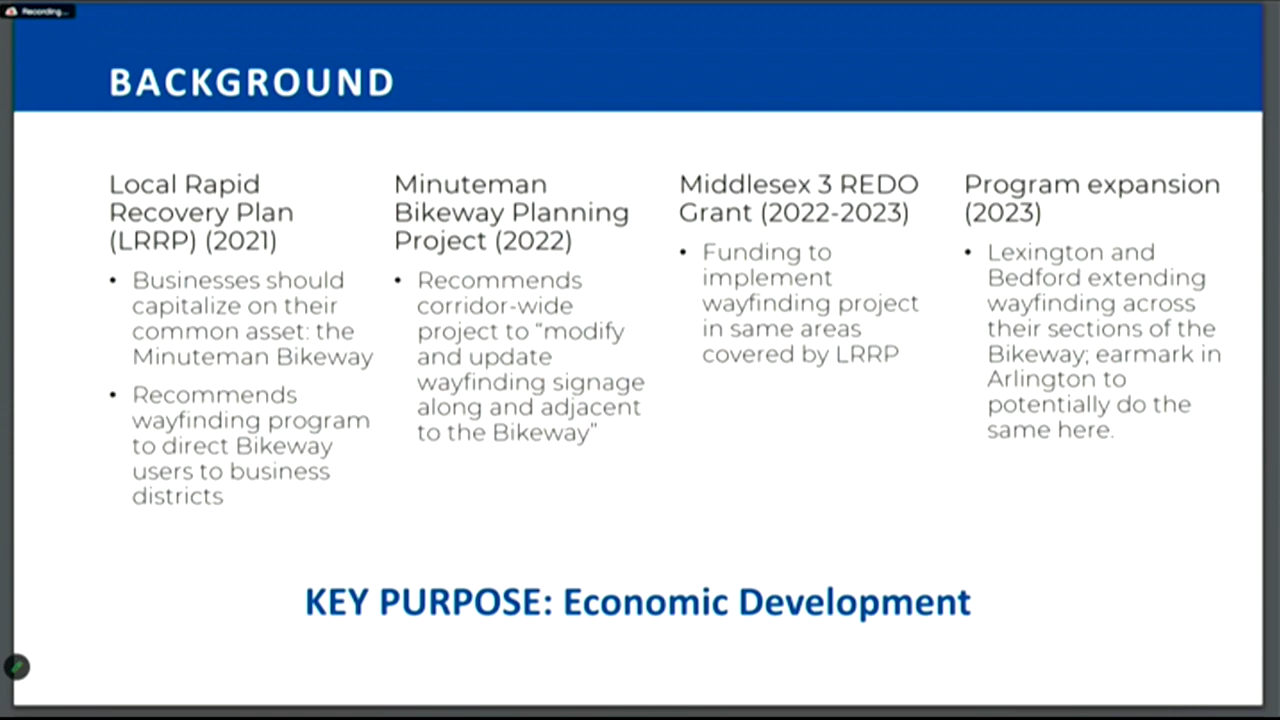 Recording...
BACKGROUND
Local Rapid
Recovery Plan
(LRRP) (2021)
• Businesses should
capitalize on their
common asset: the
Minuteman Bikeway
• Recommends
wayfinding program
to direct Bikeway
users to business
districts
Minuteman
Bikeway Planning
Project (2022)
• Recommends
corridor-wide
project to “modify
and update
wayfinding signage
along and adjacent
to the Bikeway”
Middlesex 3 REDO
Grant (2022-2023)
• Funding to
implement
wayfinding project
in same areas
covered by LRRP
Program expansion
(2023)
• Lexington and
Bedford extending
wayfinding across
their sections of the
Bikeway; earmark in
Arlington to
potentially do the
same here.
KEY PURPOSE: Economic Development